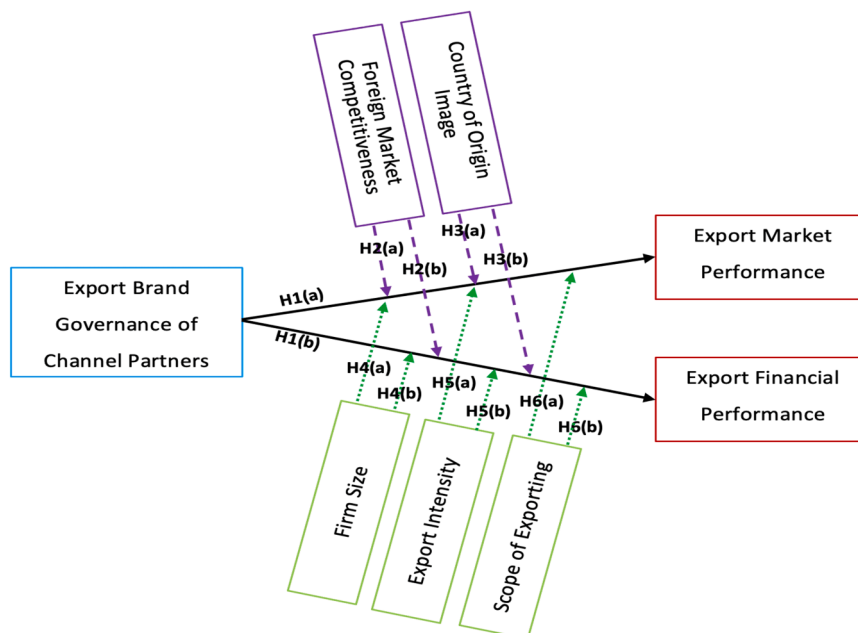 Foreign Market
Competitiveness
Country of Origin
Image
H2(a)
H2(b)
H3(a)
H3(b)
Export Market
Performance
Export Brand
Governance of
Channel Partners
H1(a)
H1(b)
H4(a)
H4(b)
H5(a)
H5(b)
H6(a)
H6(b)
Export Financial
Performance
Firm Size
Export Intensity
Scope of Exporting